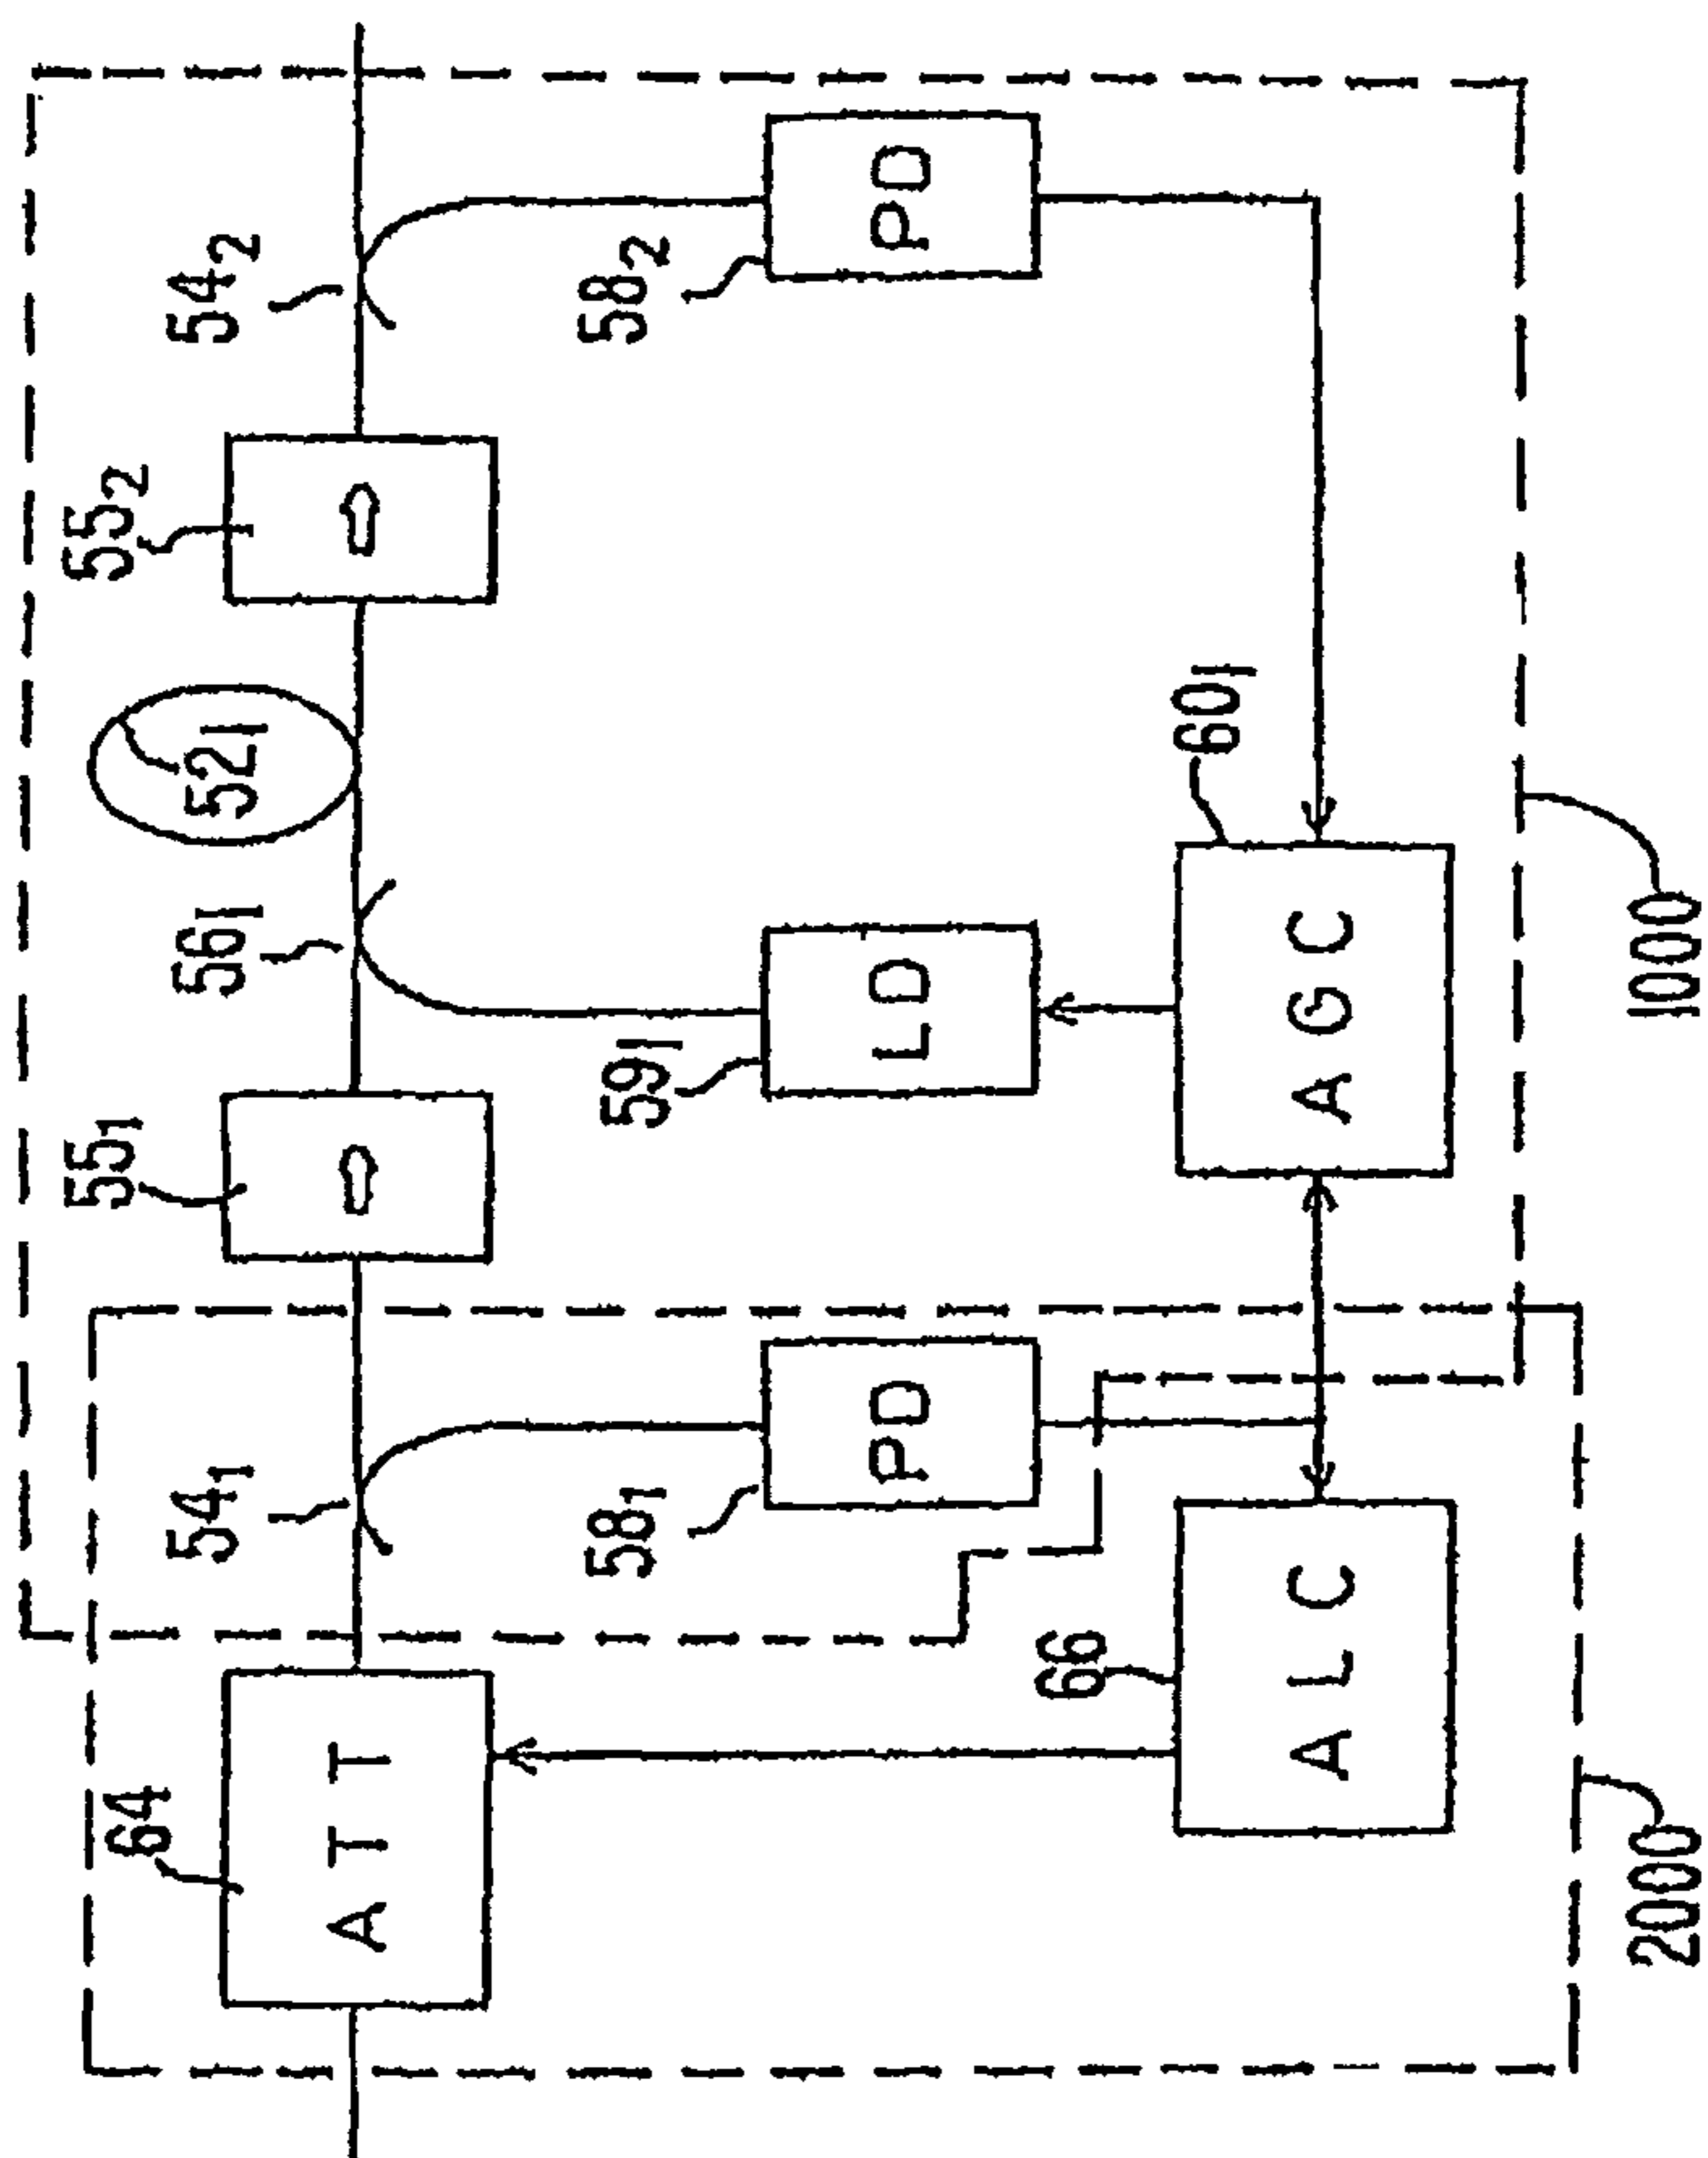 55₁
56₁
52₁
55₂
64
54₁
54₂
ATT
58₁
59₁
58₂
PD
LD
PD
66
60₁
ALC
AGC
2000
1000